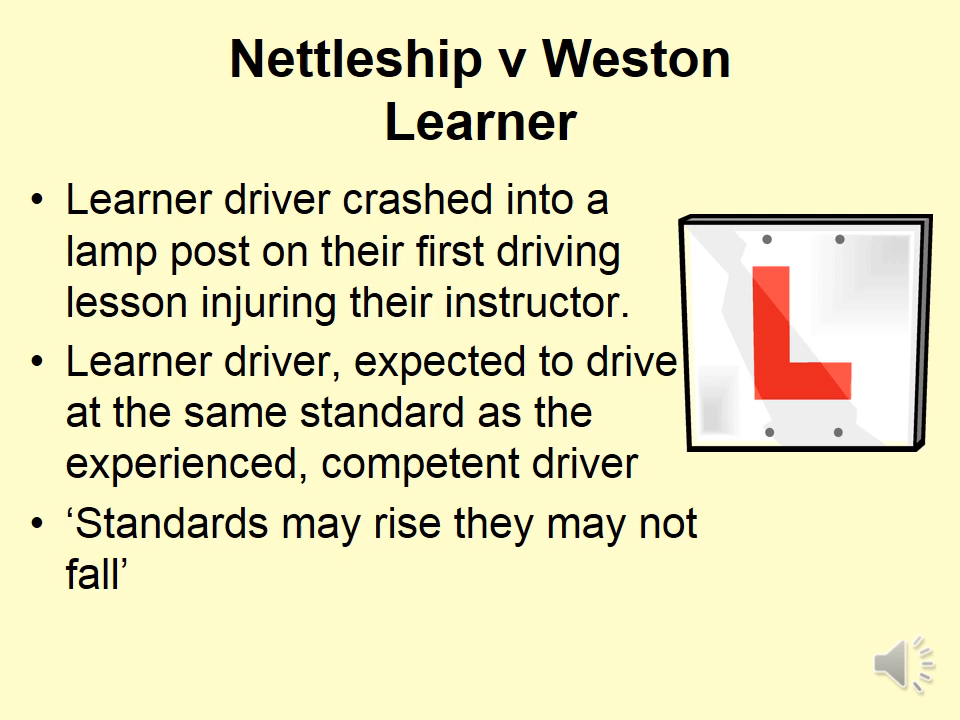 Nettleship v Weston
Learner
• Learner driver crashed into a
lamp post on their first driving
lesson injuring their instructor.
• Learner driver, expected to drive
at the same standard as the
experienced, competent driver
• ‘Standards may rise they may not
fall’
L